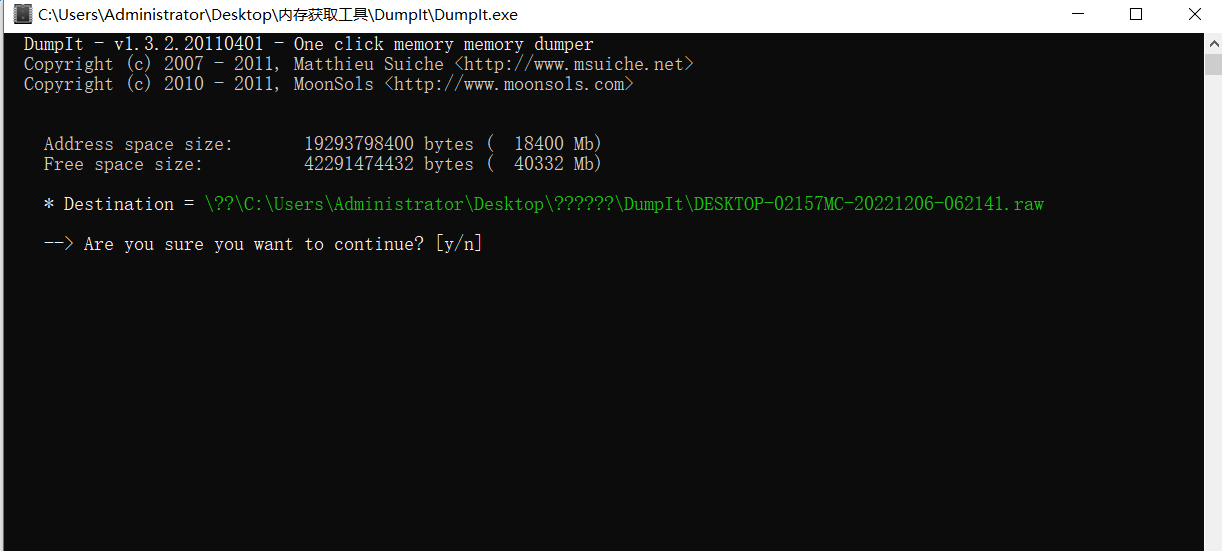 C:\Users\Administrator\Desktop\内存获取工具\DumpIt\DumpIt.exe
DumpIt - v1.3.2.20110401 - One click memory memory dumper
Copyright (c) 2007 - 2011, Matthieu Suiche <http://www.msuiche.net>
Copyright (c) 2010 - 2011, MoonSols <http://www.moonsols.com>
Address space size: 19293798400 bytes ( 18400 Mb)
Free space size: 42291474432 bytes ( 40332 Mb)
* Destination = \??\C:\Users\Administrator\Desktop\??????\DumpIt\DESKTOP-02157MC-20221206-062141.raw
--> Are you sure you want to continue? [y/n]